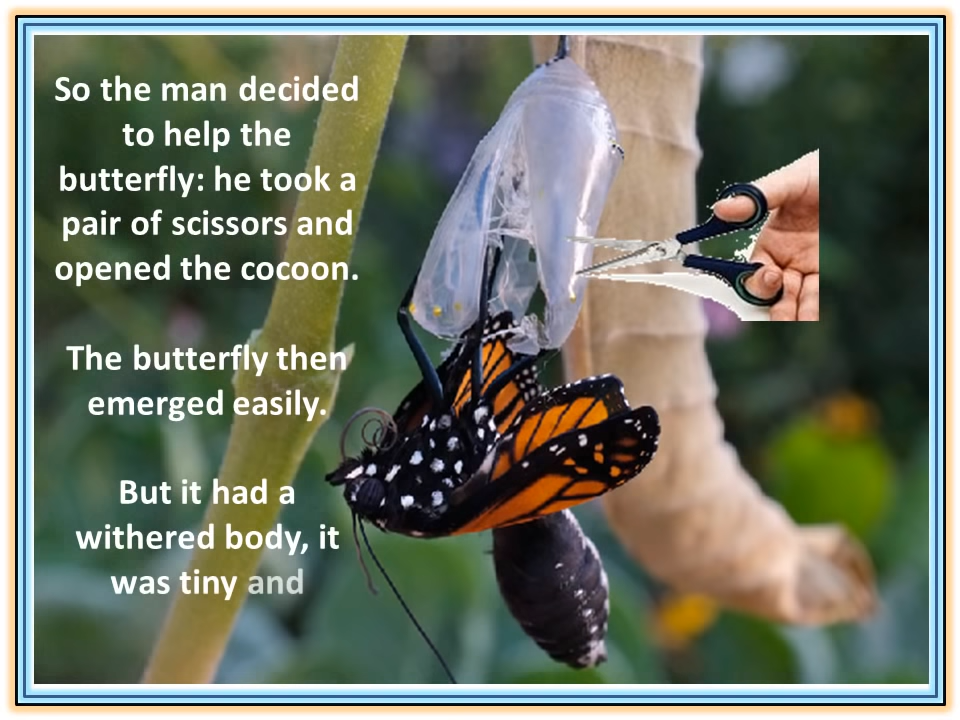 So the man decided
to help the
butterfly: he took a
pair of scissors and
opened the cocoon.
The butterfly then
emerged easily.
But it had a
withered body, it
was tiny and